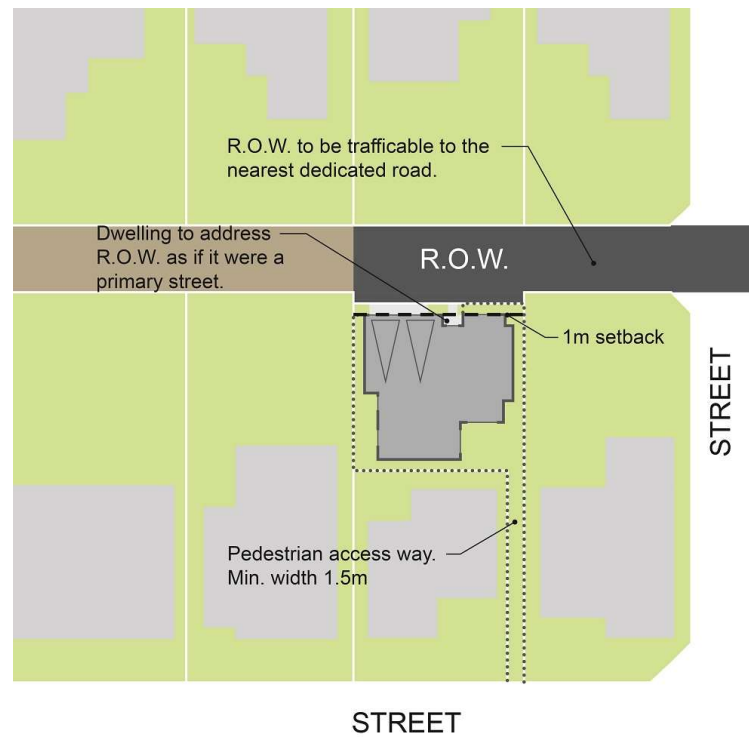 R.O.W. to be trafficable to the
nearest dedicated road.
Dwelling to address
R.O.W. as if it were a
primary street.
R.O.W.
1m setback
STREET
Pedestrian access way.
Min. width 1.5m
STREET